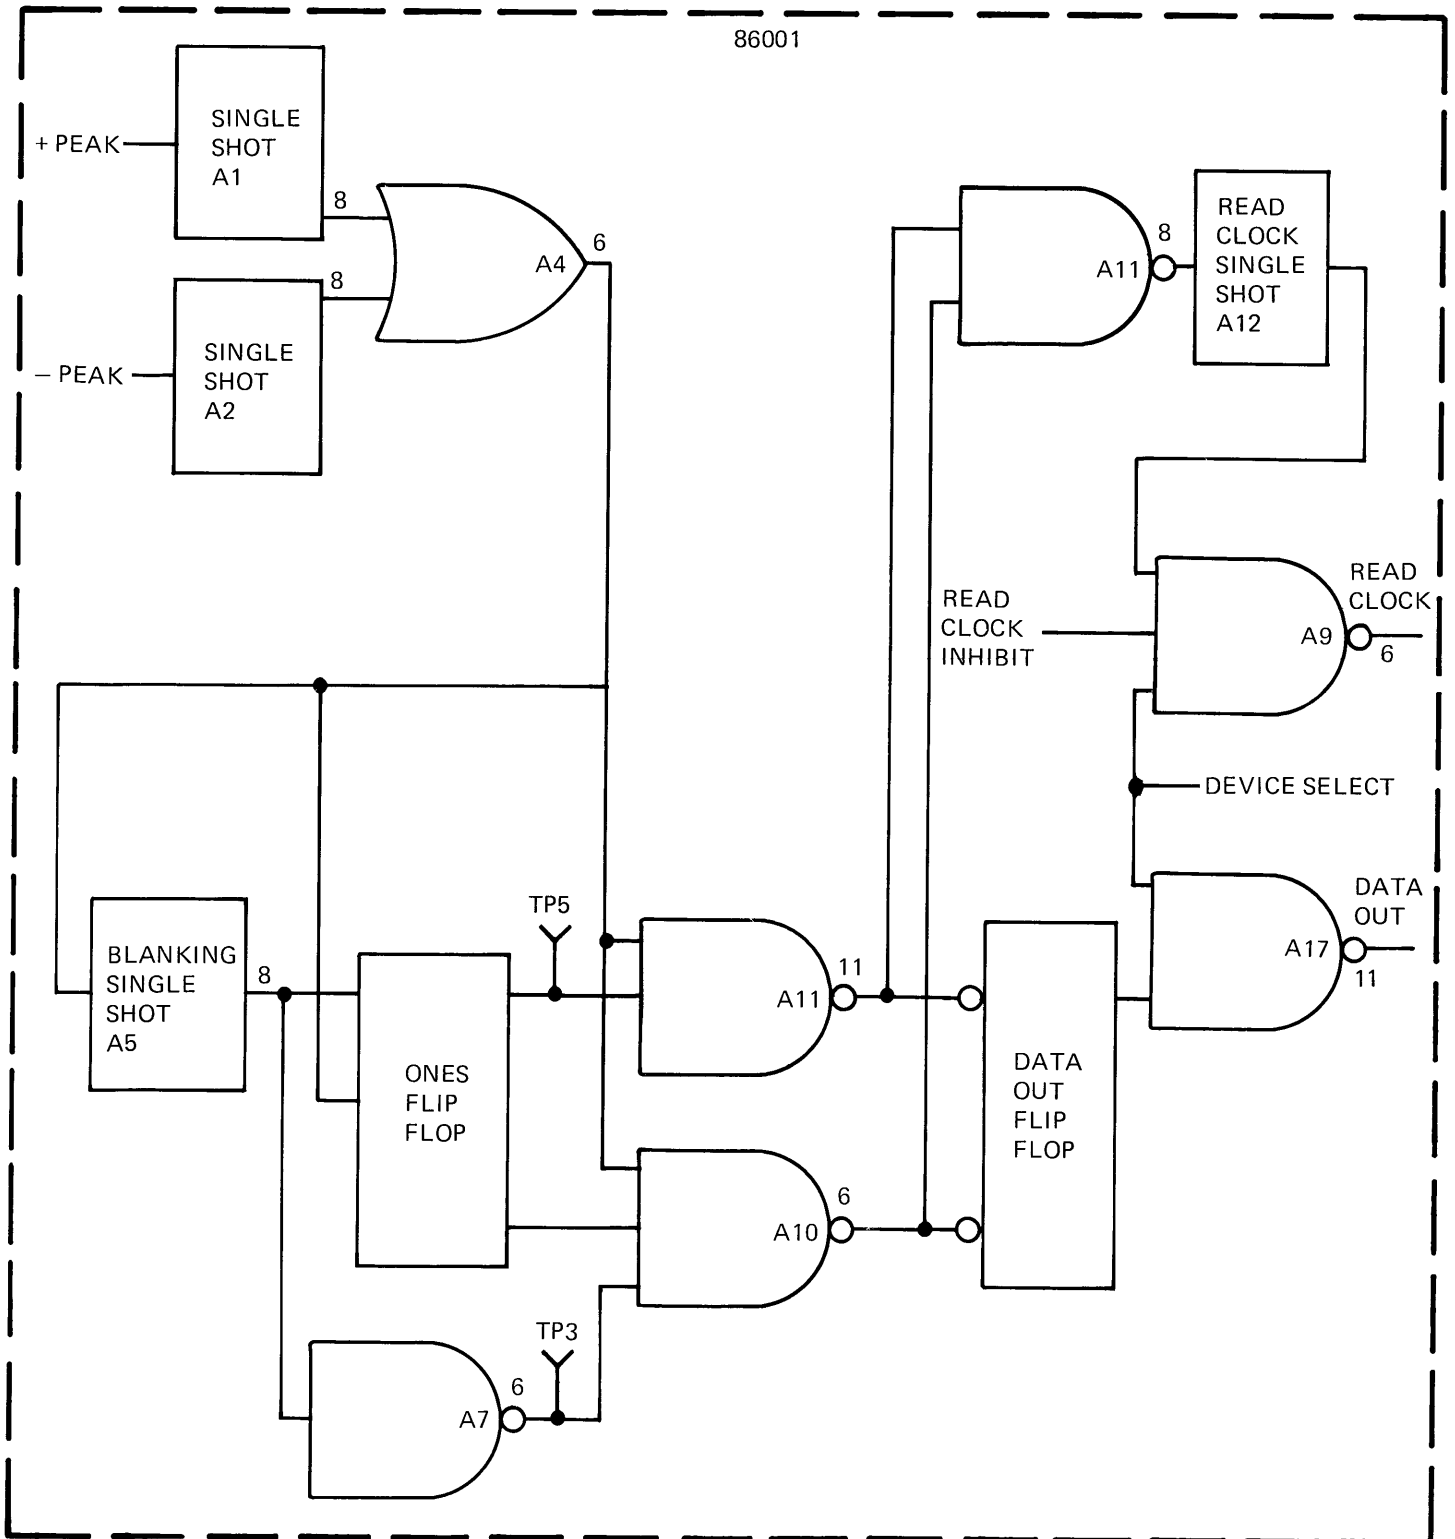 86001
+ PEAK
SINGLE
SHOT
A1
8
− PEAK
SINGLE
SHOT
A2
8
A4
6
A11
8
READ
CLOCK
SINGLE
SHOT
A12
READ
CLOCK
INHIBIT
A9
READ
CLOCK
6
DEVICE SELECT
BLANKING
SINGLE
SHOT
A5
8
TP5
ONES
FLIP
FLOP
A11
11
A10
6
DATA
OUT
FLIP
FLOP
A17
DATA
OUT
11
A7
6
TP3